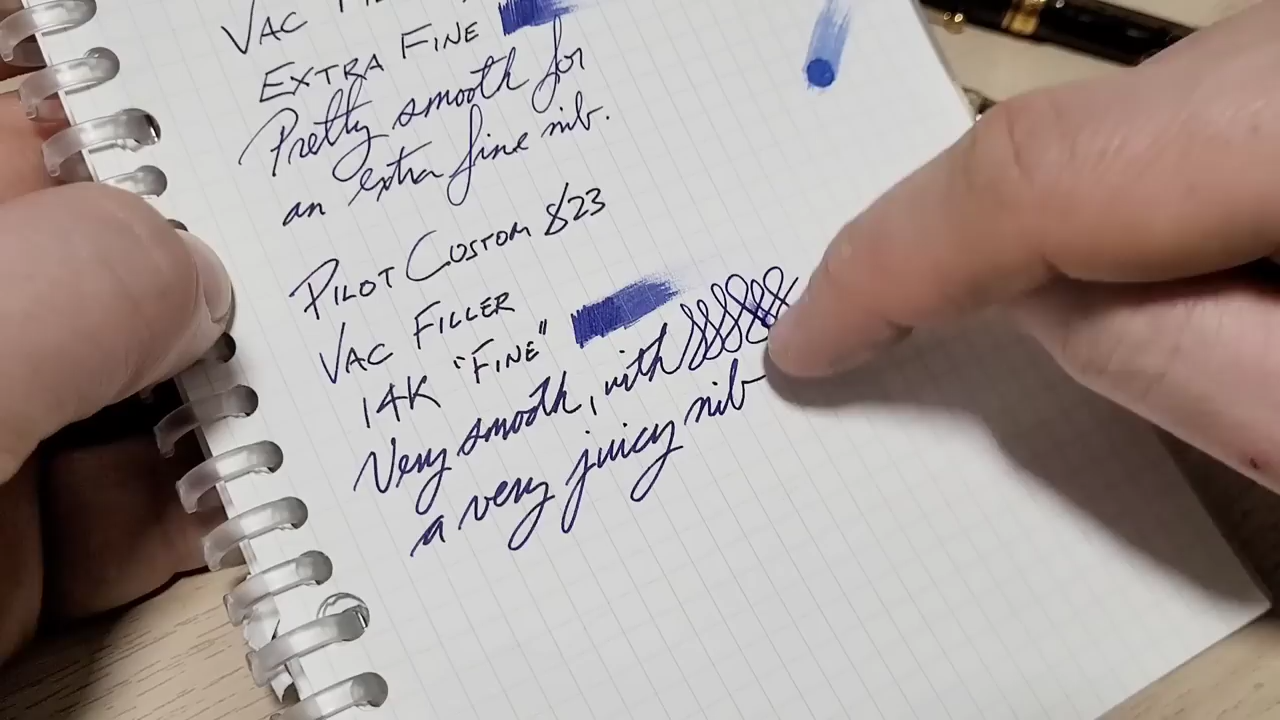 VAC
EXTRA FINE
Pretty smooth for
an extra fine nib.
PILOT CUSTOM 823
VAC FILLER
14K "FINE"
Very smooth, with
a very juicy nib